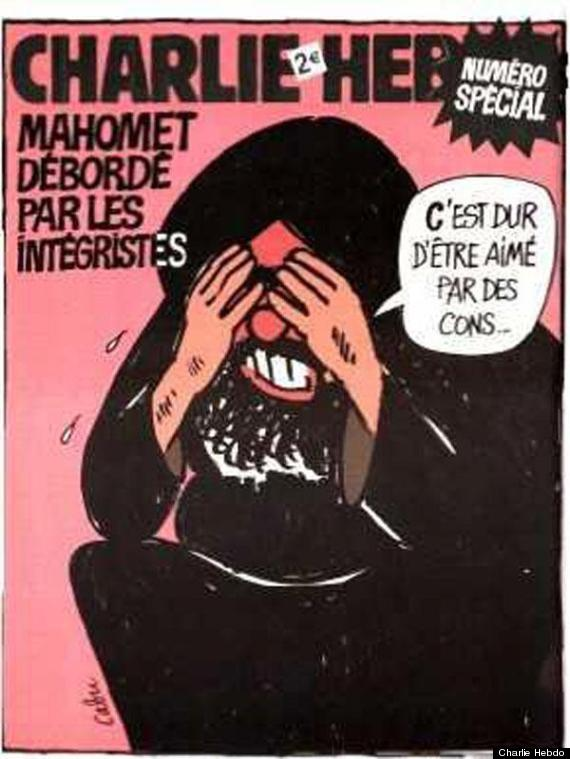 CHARLIE HEB
2€
NUMÉRO
SPÉCIAL
MAHOMET
DÉBORDÉ
PAR LES
INTÉGRISTES
C'EST DUR
D'ÊTRE AIMÉ
PAR DES
CONS...
Cabu
Charlie Hebdo